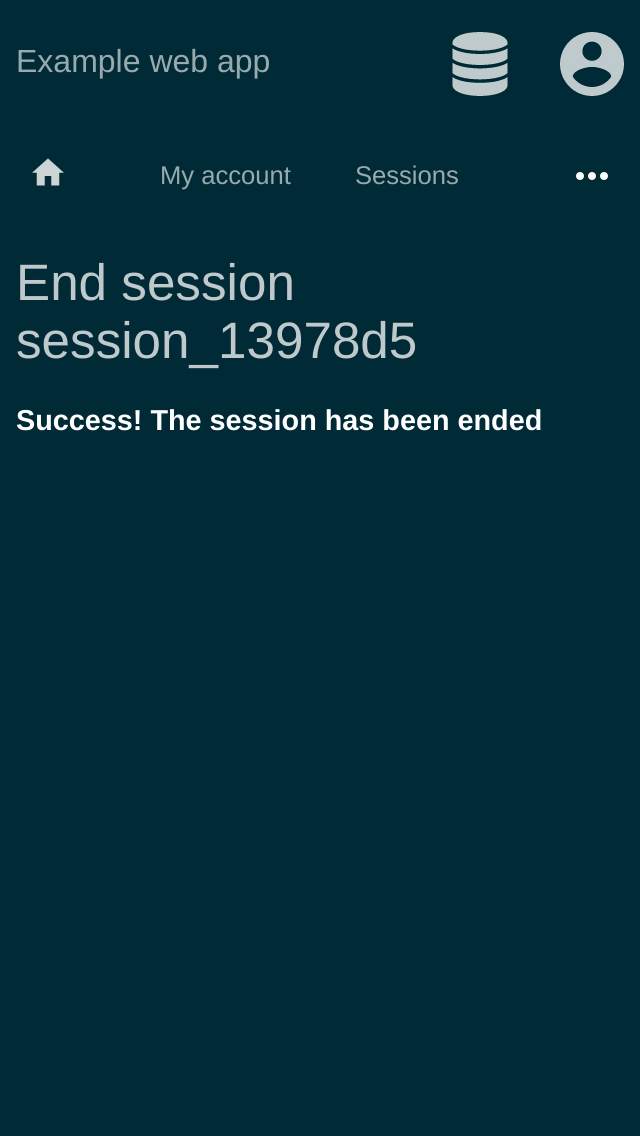 Example web app
My account Sessions
End session
session_13978d5
Success! The session has been ended